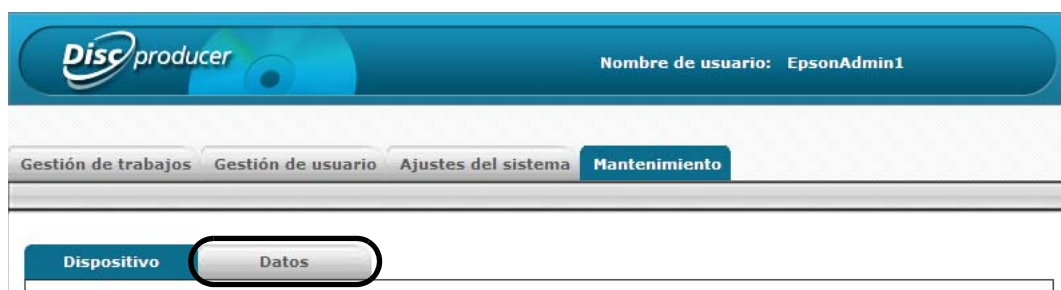 Disc producer
Nombre de usuario: EpsonAdmin1
Gestión de trabajos Gestión de usuario Ajustes del sistema Mantenimiento
Dispositivo Datos